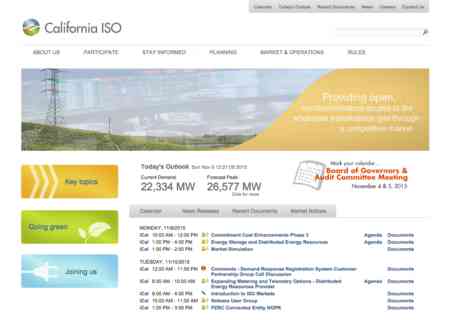 Calendar Today's Outlook Recent Documents News Careers Contact Us
California ISO
ABOUT US PARTICIPATE STAY INFORMED PLANNING MARKET & OPERATIONS RULES
Providing open,
nondiscriminatory access to the
wholesale transmission grid through
a competitive market
Today's Outlook Sun Nov 8 12:21:05 2015
Current Demand: Forecast Peak:
22,334 MW 26,577 MW
Click for more
Mark your calendar...
Board of Governors &
Audit Committee Meeting
November 4 & 5, 2015
Key topics
Going green
Joining us
Calendar News Releases Recent Documents Market Notices
MONDAY, 11/9/2015
iCal 10:00 AM - 12:00 PM Commitment Cost Enhancements Phase 3 Agenda Documents
iCal 1:00 PM - 4:00 PM Energy Storage and Distributed Energy Resources Agenda Documents
iCal 1:00 PM - 2:00 PM Market Simulation Documents
TUESDAY, 11/10/2015
iCal 12:00 AM - 11:00 PM Comments - Demand Response Registration System Customer Documents
Partnership Group Call Discussion
iCal 9:00 AM - 10:00 AM Expanding Metering and Telemetry Options - Distributed Agenda Documents
Energy Resources Provider
iCal 9:00 AM - 4:00 PM Introduction to ISO Markets Documents
iCal 10:00 AM - 11:00 AM Release User Group Documents
iCal 1:00 PM - 3:00 PM FERC Connected Entity NOPR Documents